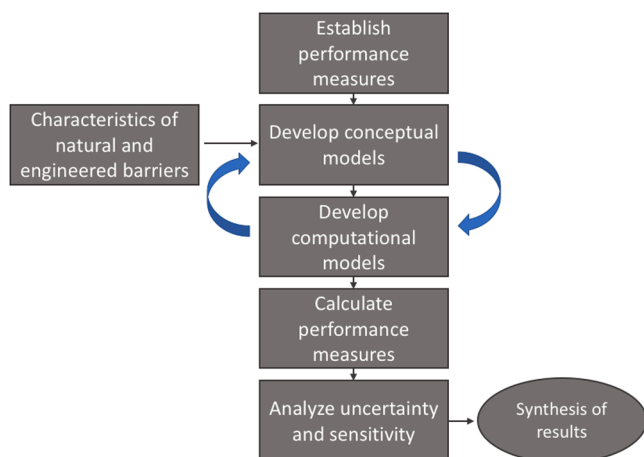 Establish
performance
measures
Characteristics of
natural and
engineered barriers
Develop conceptual
models
Develop
computational
models
Calculate
performance
measures
Analyze uncertainty
and sensitivity
Synthesis of
results